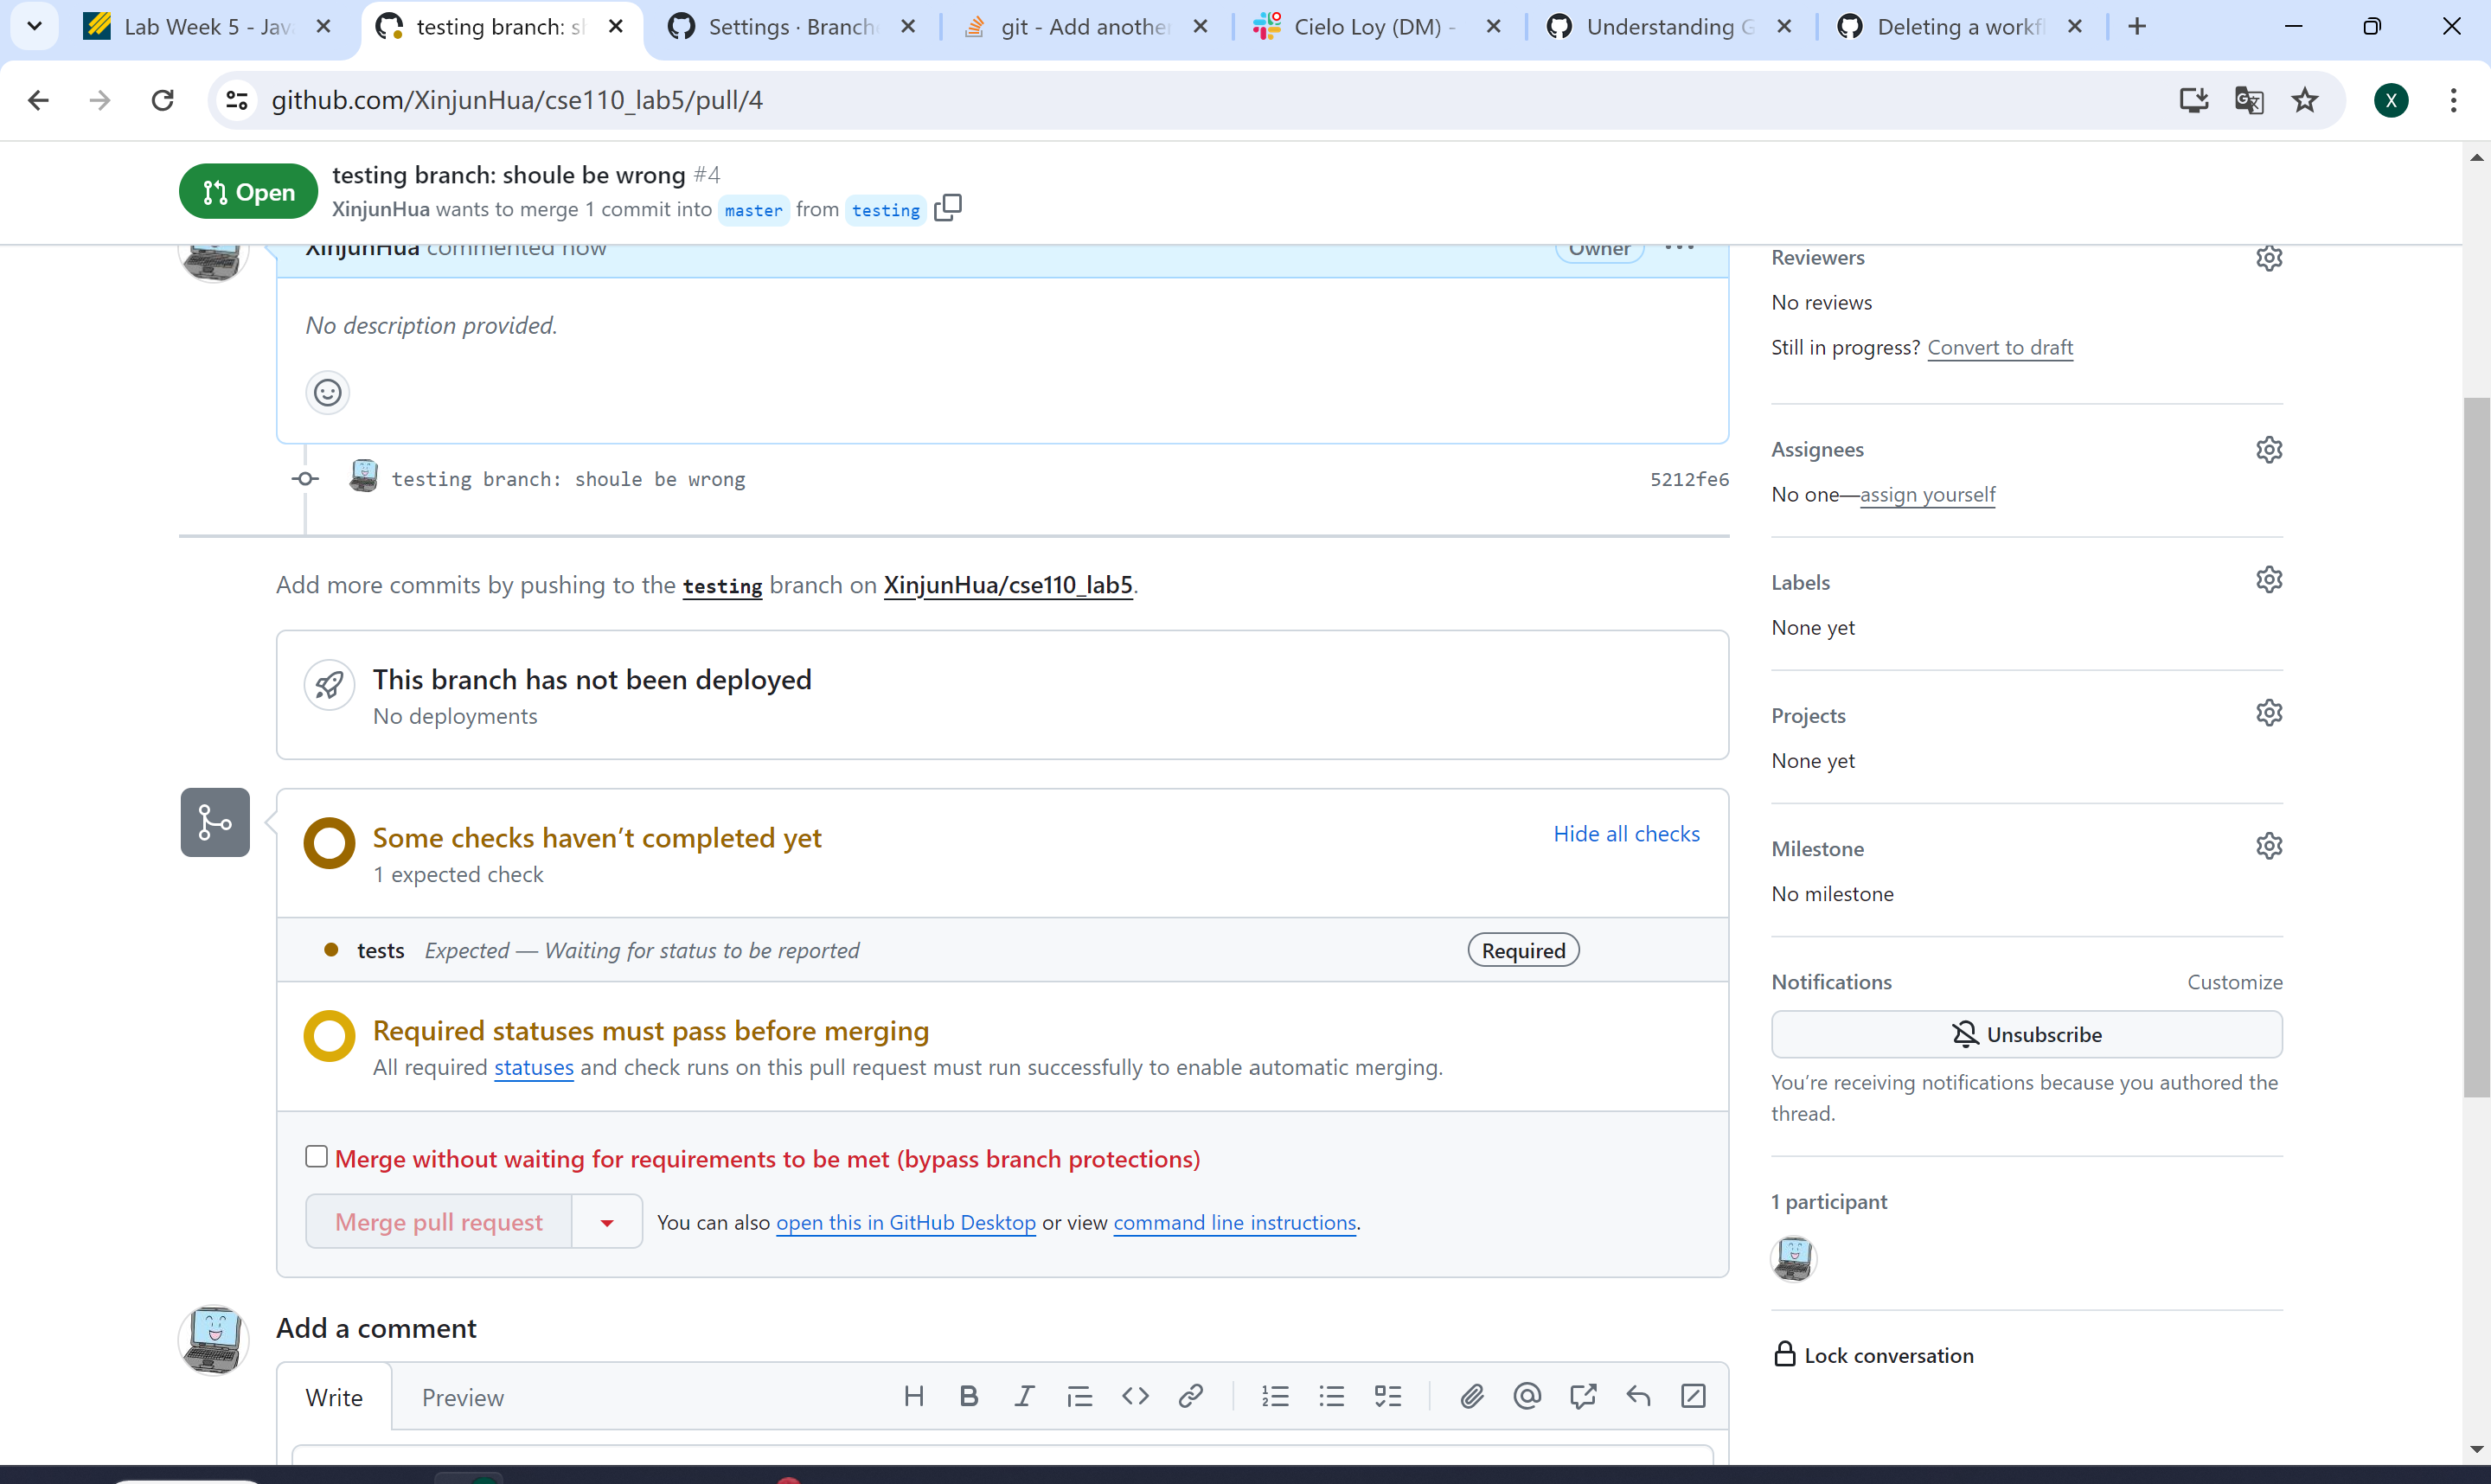 Lab Week 5 - Jav
testing branch: sh
Settings · Branche
git - Add another
Cielo Loy (DM) -
Understanding G
Deleting a workfl
github.com/XinjunHua/cse110_lab5/pull/4
X
Open
testing branch: shoule be wrong #4
XinjunHua wants to merge 1 commit into master from testing
XinjunHua commented now
Owner
No description provided.
testing branch: shoule be wrong
5212fe6
Add more commits by pushing to the testing branch on XinjunHua/cse110_lab5.
This branch has not been deployed
No deployments
Some checks haven’t completed yet
Hide all checks
1 expected check
tests Expected — Waiting for status to be reported
Required
Required statuses must pass before merging
All required statuses and check runs on this pull request must run successfully to enable automatic merging.
Merge without waiting for requirements to be met (bypass branch protections)
Merge pull request
You can also open this in GitHub Desktop or view command line instructions.
Add a comment
Write
Preview
Reviewers
No reviews
Still in progress? Convert to draft
Assignees
No one—assign yourself
Labels
None yet
Projects
None yet
Milestone
No milestone
Notifications
Customize
Unsubscribe
You’re receiving notifications because you authored the
thread.
1 participant
Lock conversation